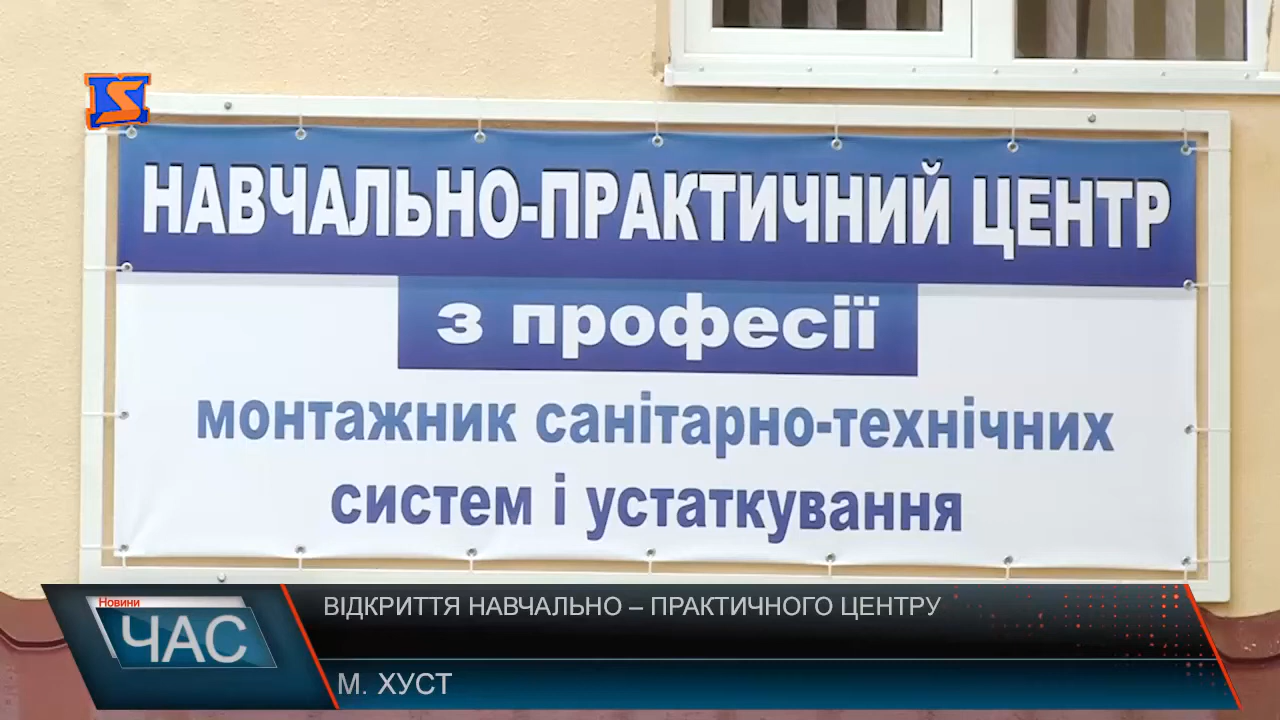 НАВЧАЛЬНО-ПРАКТИЧНИЙ ЦЕНТР
з професії
монтажник санітарно-технічних
систем і устаткування
Новини
ЧАС
ВІДКРИТТЯ НАВЧАЛЬНО – ПРАКТИЧНОГО ЦЕНТРУ
М. ХУСТ